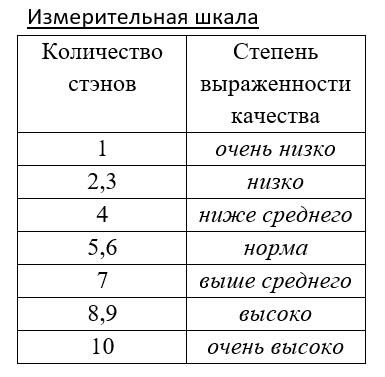 Измерительная шкала
Количество стэнов Степень выраженности качества
1 очень низко
2,3 низко
4 ниже среднего
5,6 норма
7 выше среднего
8,9 высоко
10 очень высоко